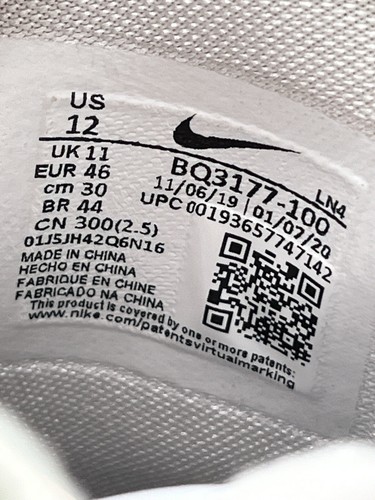 US
12
UK 11
EUR 46
cm 30
BR 44
CN 300(2.5)
01J5JH42Q6N16
MADE IN CHINA
HECHO EN CHINA
FABRIQUE EN CHINE
FABRICADO NA CHINA
BQ3177-100
LN4
11/06/19 | 01/07/20
UPC 00193657747142
This product is covered by one or more patents:
www.nike.com/patentsvirtualmarking